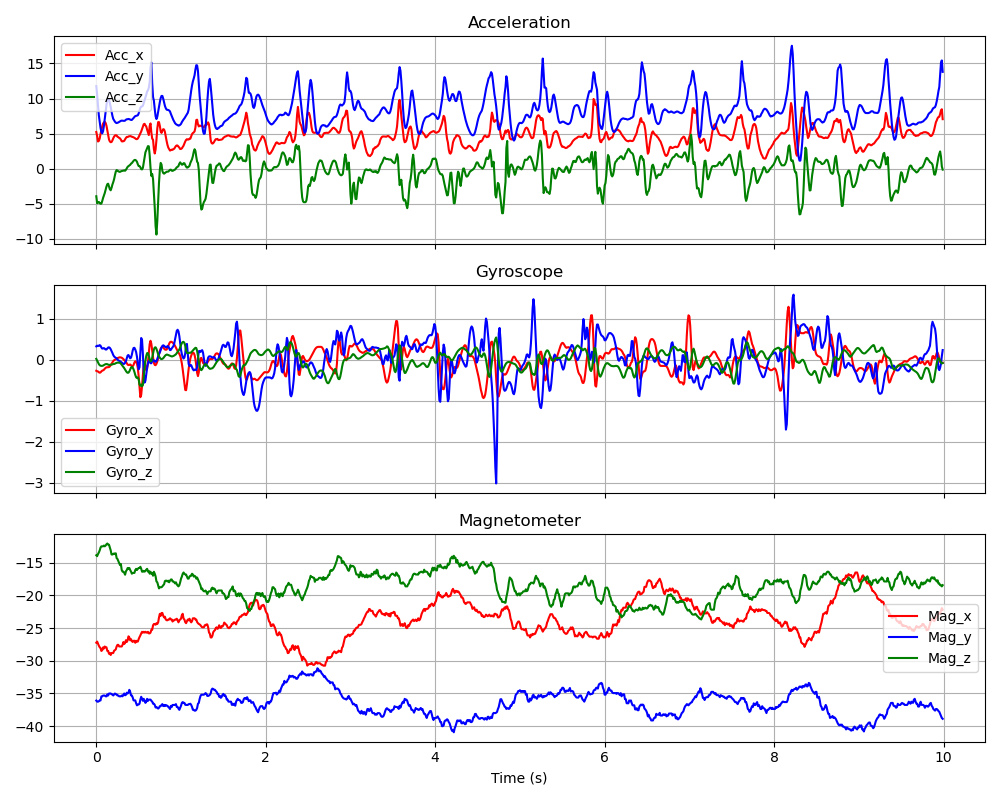 Acceleration
Acc_x
Acc_y
Acc_z
15
10
5
0
−5
−10
Gyroscope
1
0
−1
−2
−3
Gyro_x
Gyro_y
Gyro_z
Magnetometer
−15
−20
−25
−30
−35
−40
Mag_x
Mag_y
Mag_z
0 2 4 6 8 10
Time (s)